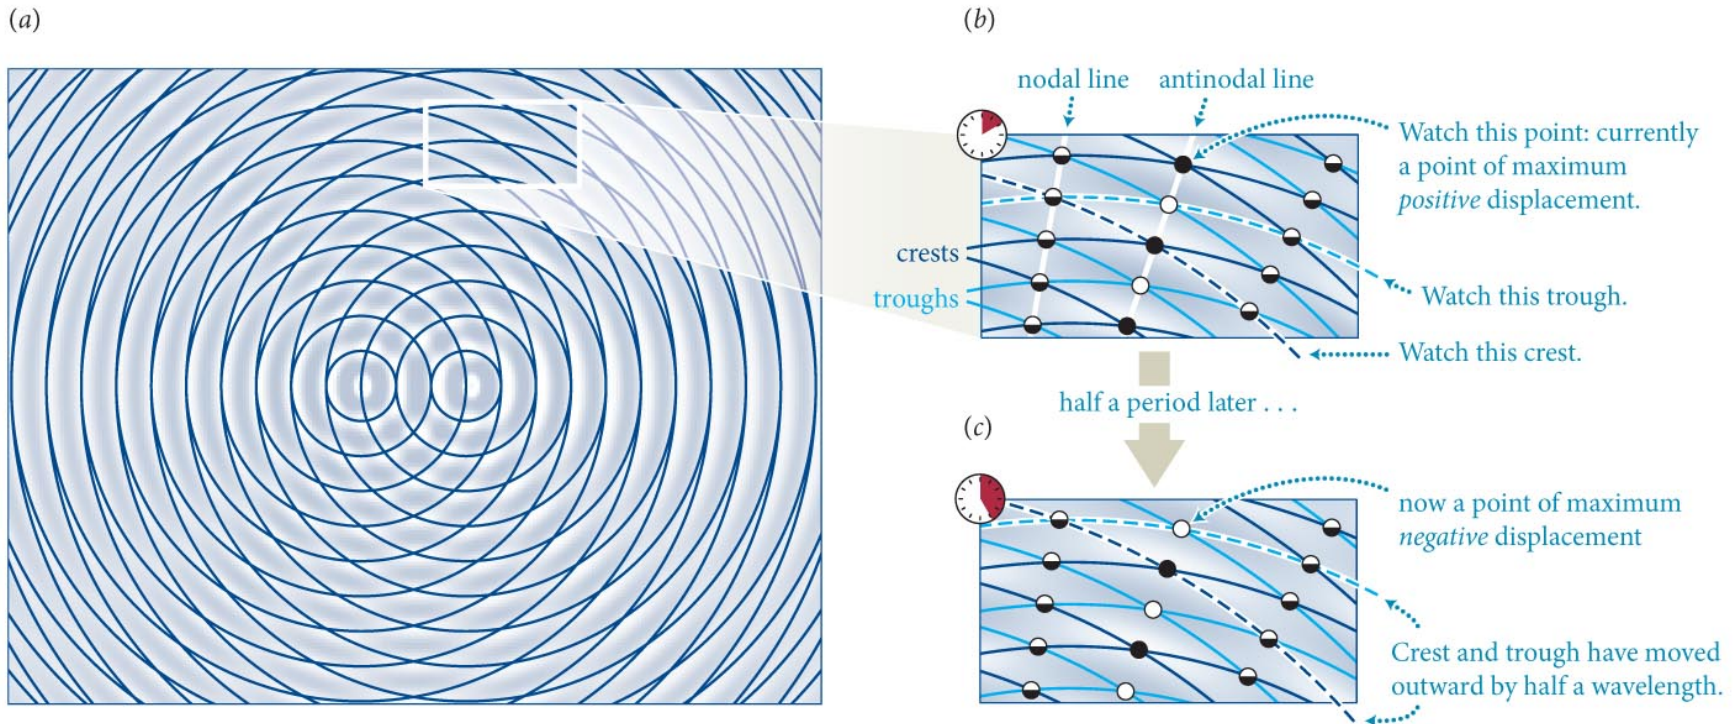 (a)
(b)
nodal line
antinodal line
Watch this point: currently
a point of maximum
positive displacement.
crests
troughs
Watch this trough.
Watch this crest.
half a period later . . .
(c)
now a point of maximum
negative displacement
Crest and trough have moved
outward by half a wavelength.